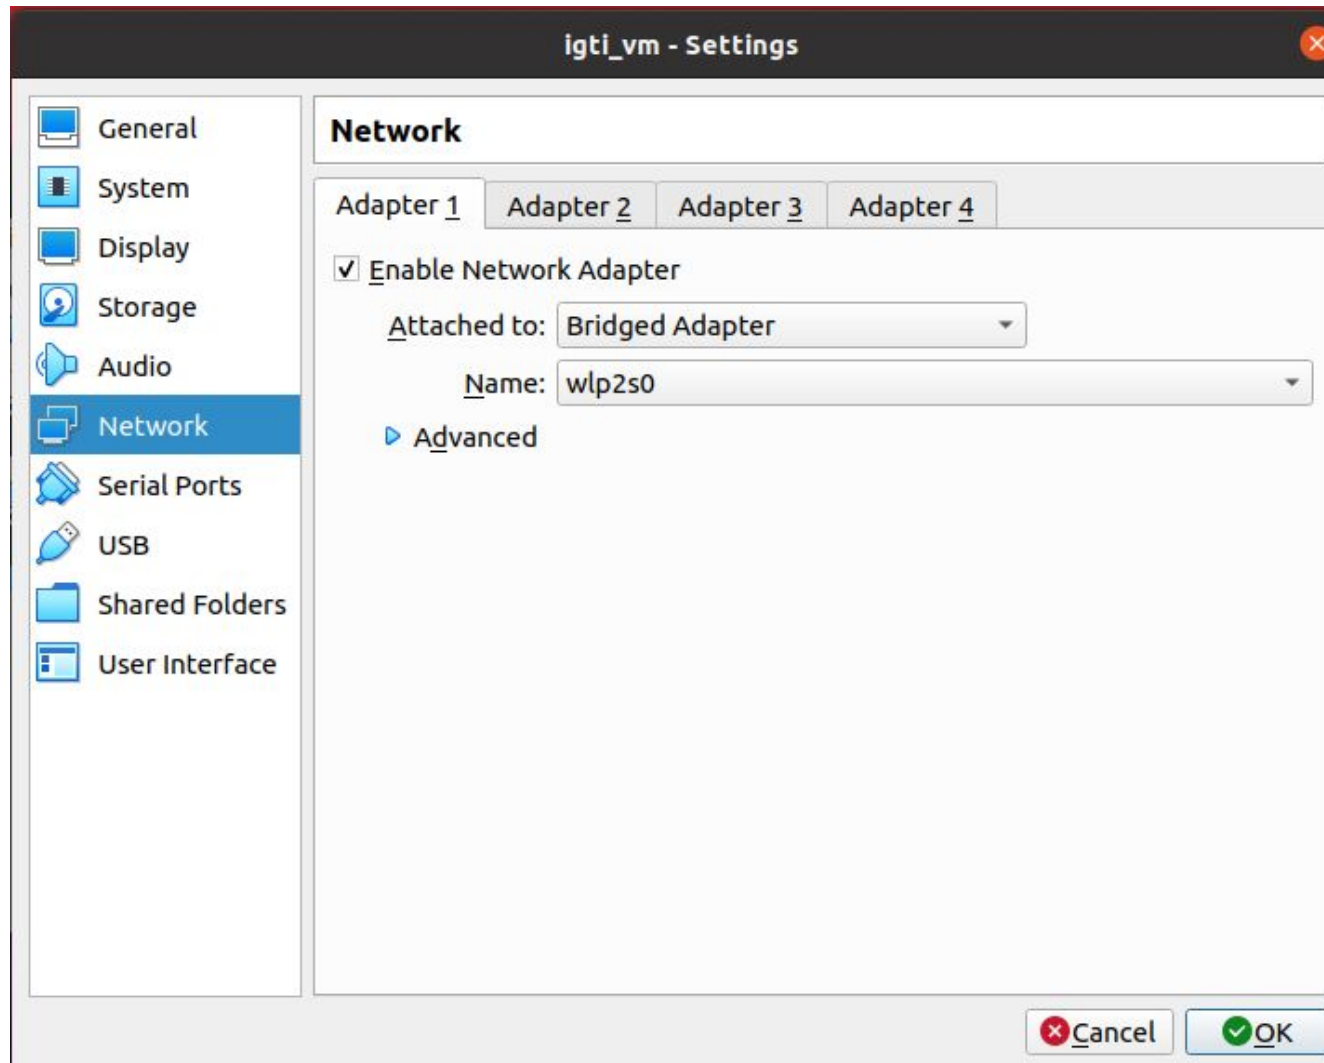 igti_vm - Settings
General
System
Display
Storage
Audio
Network
Serial Ports
USB
Shared Folders
User Interface
Network
Adapter 1 Adapter 2 Adapter 3 Adapter 4
Enable Network Adapter
Attached to: Bridged Adapter
Name: wlp2s0
Advanced
Cancel OK